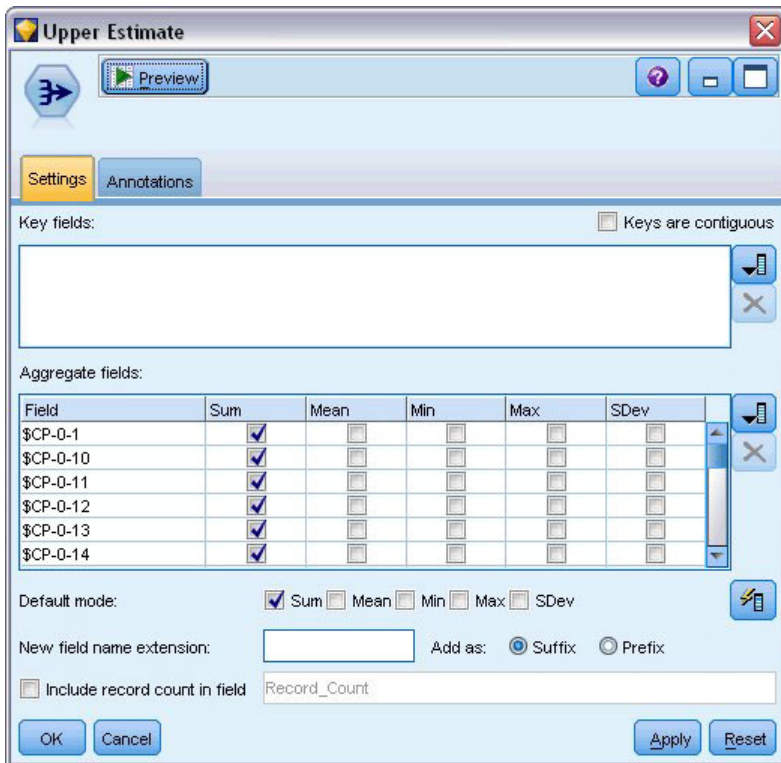 Upper Estimate
Preview
Settings Annotations
Key fields: Keys are contiguous
Aggregate fields:
Field Sum Mean Min Max SDev
$CP-0-1
$CP-0-10
$CP-0-11
$CP-0-12
$CP-0-13
$CP-0-14
Default mode: Sum Mean Min Max SDev
New field name extension: Add as: Suffix Prefix
Include record count in field Record_Count
OK Cancel Apply Reset